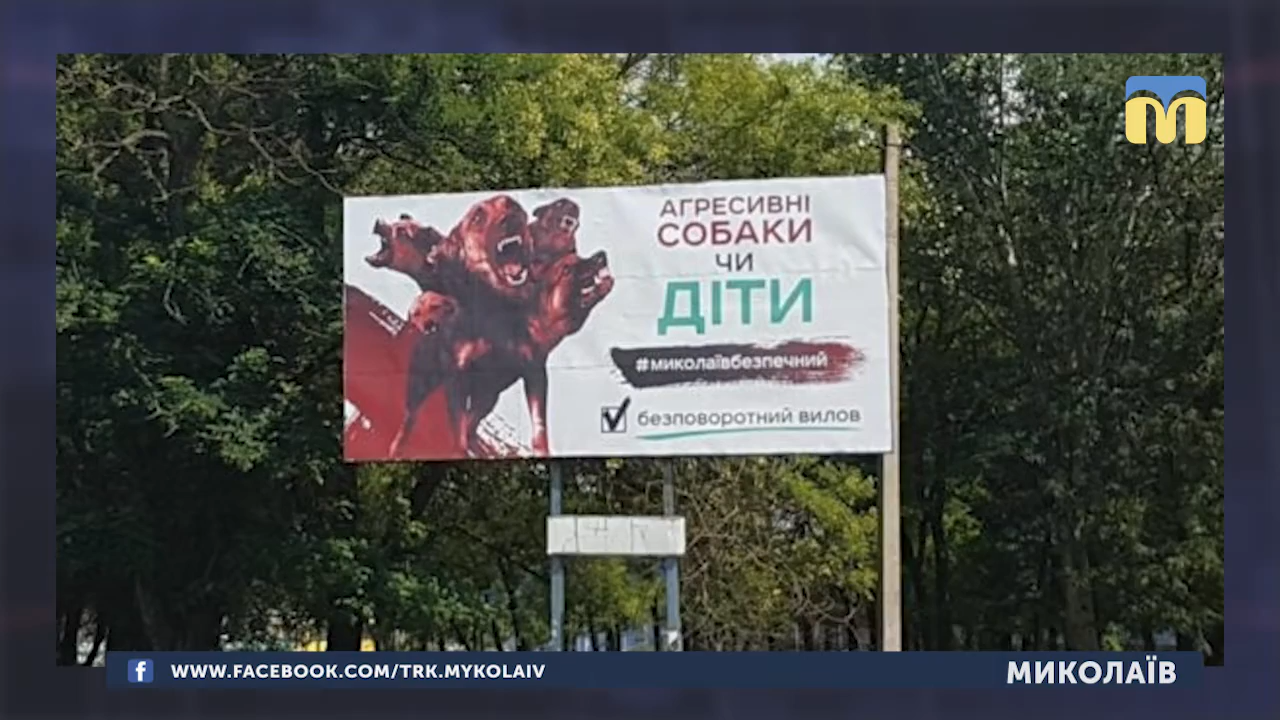 АГРЕСИВНІ
СОБАКИ
ЧИ
ДІТИ
#миколаївбезпечний
безповоротний вилов
WWW.FACEBOOK.COM/TRK.MYKOLAIV
МИКОЛАЇВ